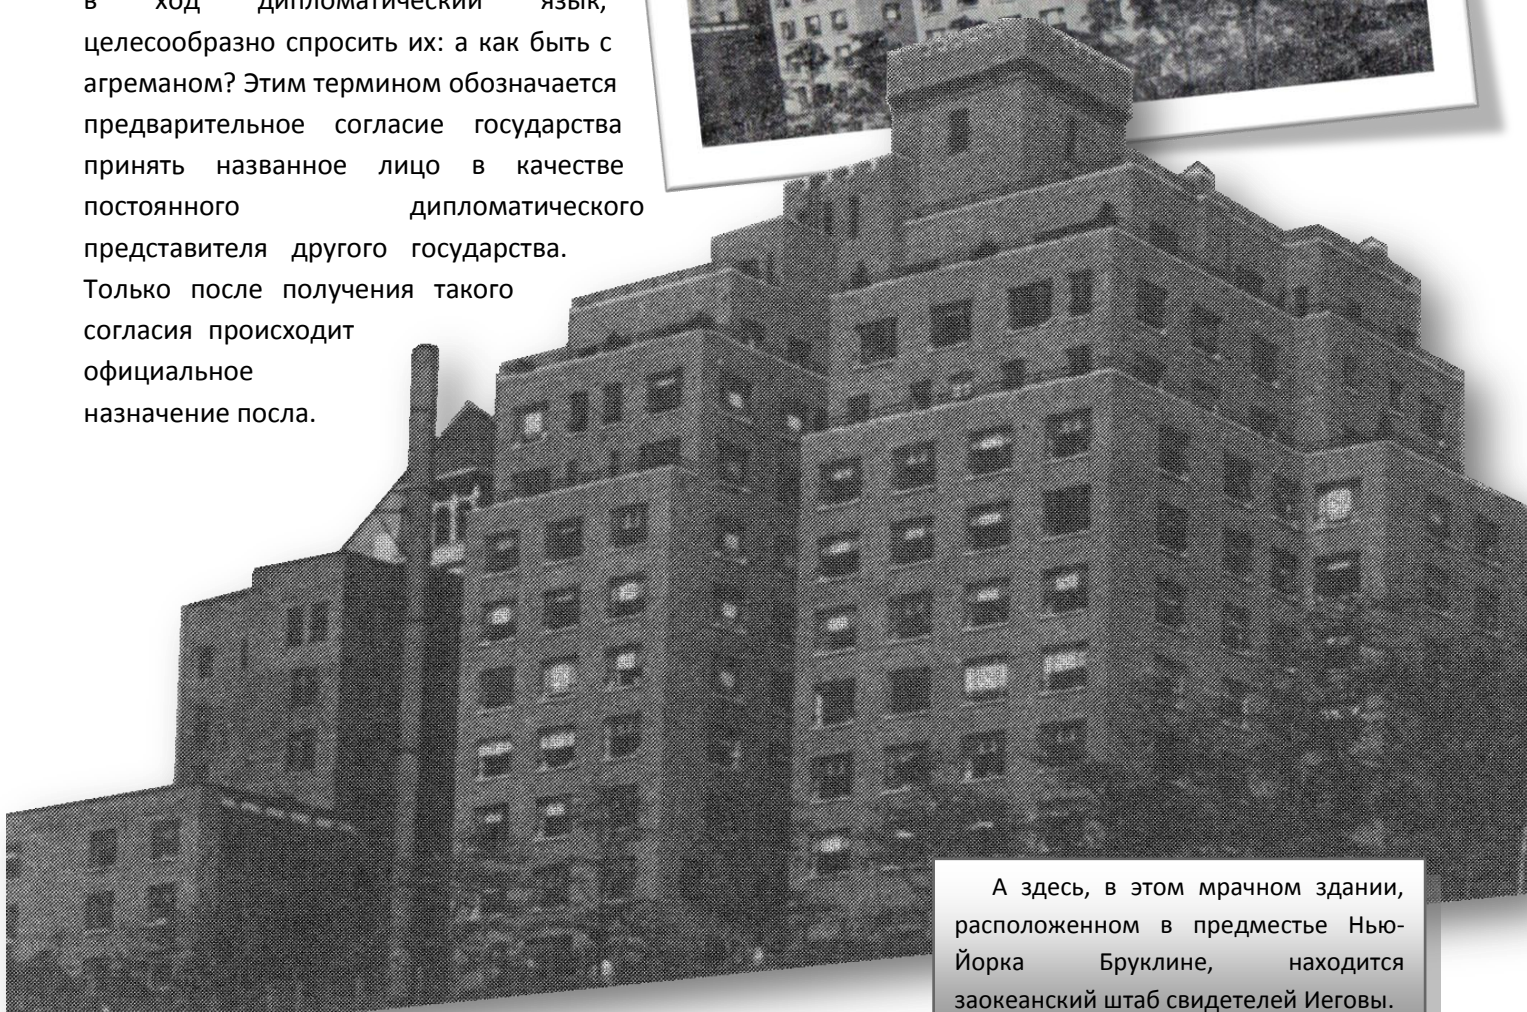 в ход дипломатический язык,
целесообразно спросить их: а как быть с
агреманом? Этим термином обозначается
предварительное согласие государства
принять названное лицо в качестве
постоянного дипломатического
представителя другого государства.
Только после получения такого
согласия происходит
официальное
назначение посла.
А здесь, в этом мрачном здании,
расположенном в предместье Нью-
Йорка Бруклине, находится
заокеанский штаб свидетелей Иеговы.